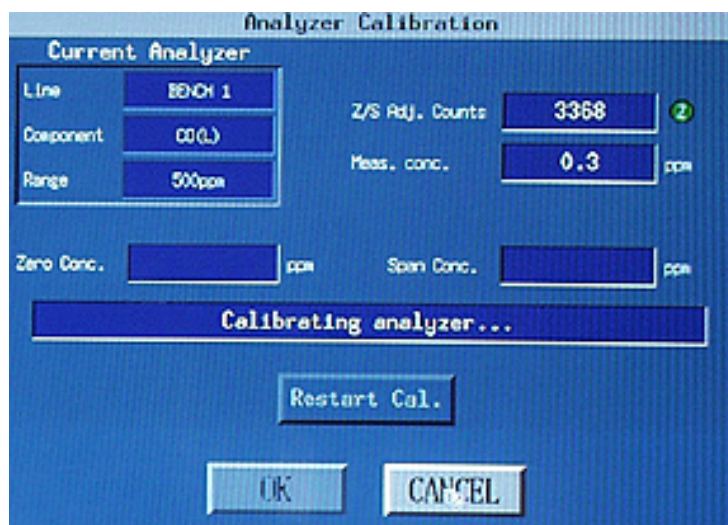 Analyzer Calibration
Current Analyzer
Line BENCH 1
Component CO(L)
Range 500ppm
Z/S Adj. Counts 3368 Z
Meas. conc. 0.3 ppm
Zero Conc. ppm
Span Conc. ppm
Calibrating analyzer...
Restart Cal.
OK
CANCEL